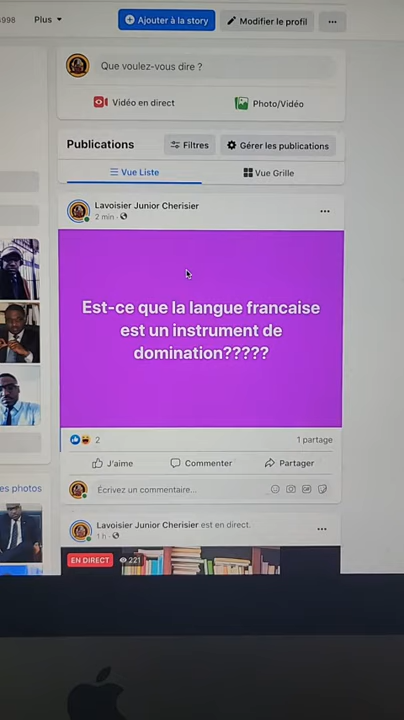 4998
Plus
Ajouter à la story
Modifier le profil
Que voulez-vous dire ?
Vidéo en direct
Photo/Vidéo
Publications
Filtres
Gérer les publications
Vue Liste
Vue Grille
Lavoisier Junior Cherisier
2 min
Est-ce que la langue francaise
est un instrument de
domination?????
2
1 partage
J'aime
Commenter
Partager
Écrivez un commentaire...
GIF
es photos
Lavoisier Junior Cherisier est en direct.
1 h
EN DIRECT
221